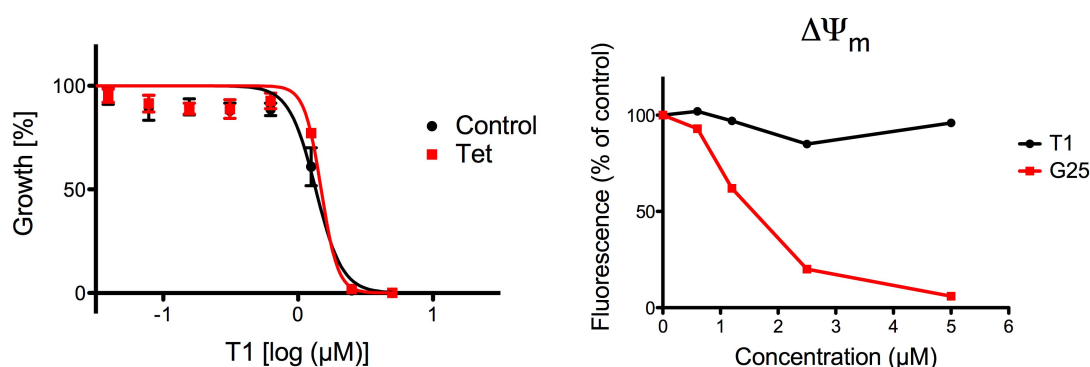 Growth [%]
100
50
0
-1
0
1
T1 [log (µM)]
Control
Tet
ΔΨm
Fluorescence (% of control)
100
50
0
0
1
2
3
4
5
6
Concentration (µM)
T1
G25